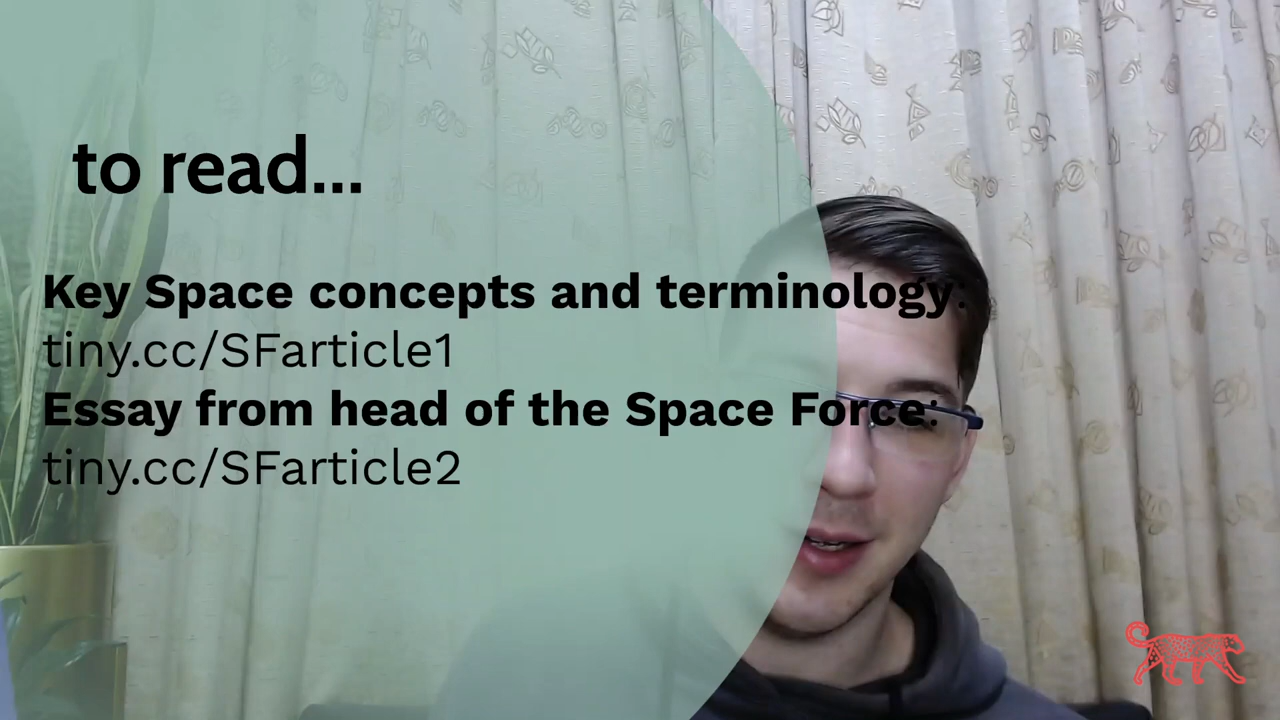 to read...
Key Space concepts and terminology:
tiny.cc/SFarticle1
Essay from head of the Space Force:
tiny.cc/SFarticle2